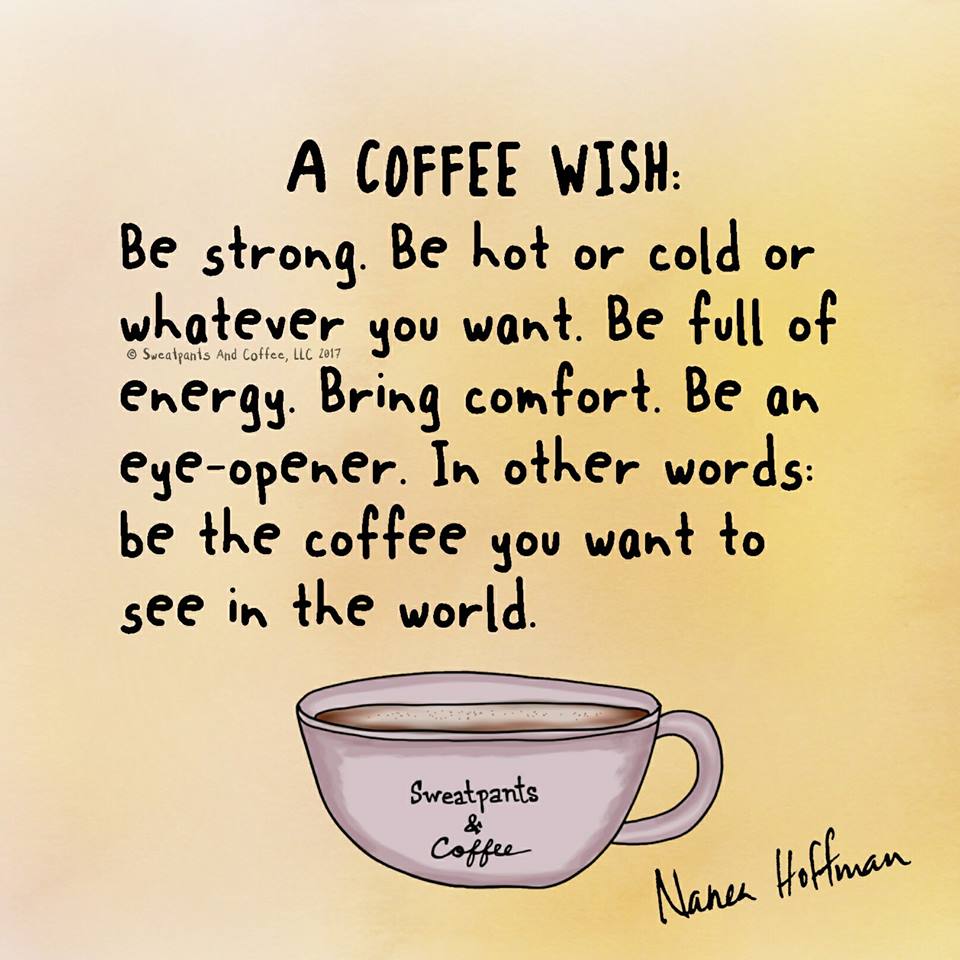 A COFFEE WISH:
Be strong. Be hot or cold or
whatever you want. Be full of
© Sweatpants And Coffee, LLC 2017
energy. Bring comfort. Be an
eye-opener. In other words:
be the coffee you want to
see in the world.
Sweatpants
&
Coffee
Nanea Hoffman